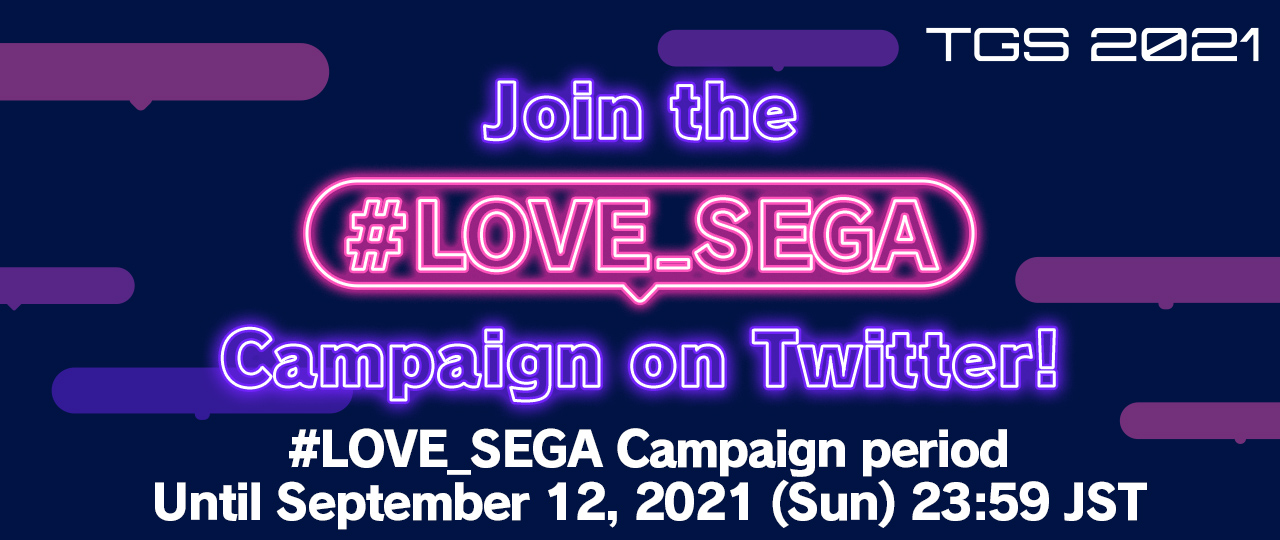 TGS 2021
Join the
#LOVE_SEGA
Campaign on Twitter!
#LOVE_SEGA Campaign period
Until September 12, 2021 (Sun) 23:59 JST